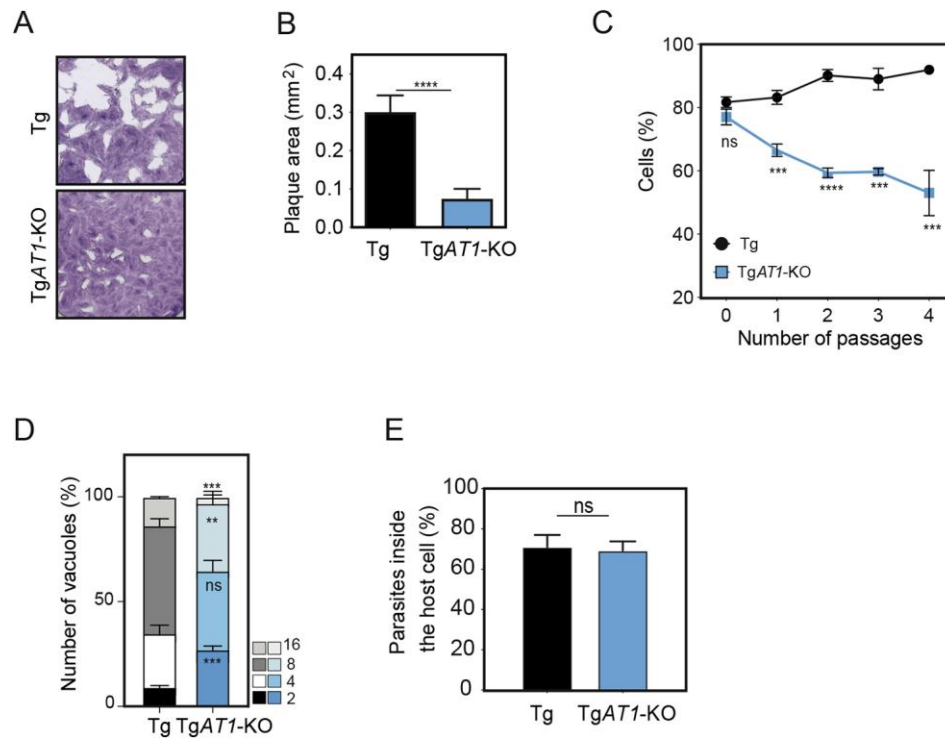 A
Tg
TgAT1-KO
B
Plaque area (mm²)
0.4
0.3
0.2
0.1
0.0
****
Tg
TgAT1-KO
C
Cells (%)
100
80
60
40
20
ns
***
****
***
***
Tg
TgAT1-KO
0 1 2 3 4
Number of passages
D
Number of vacuoles (%)
100
50
0
***
**
ns
***
16
8
4
2
Tg
TgAT1-KO
E
Parasites inside
the host cell (%)
100
80
60
40
20
0
ns
Tg
TgAT1-KO